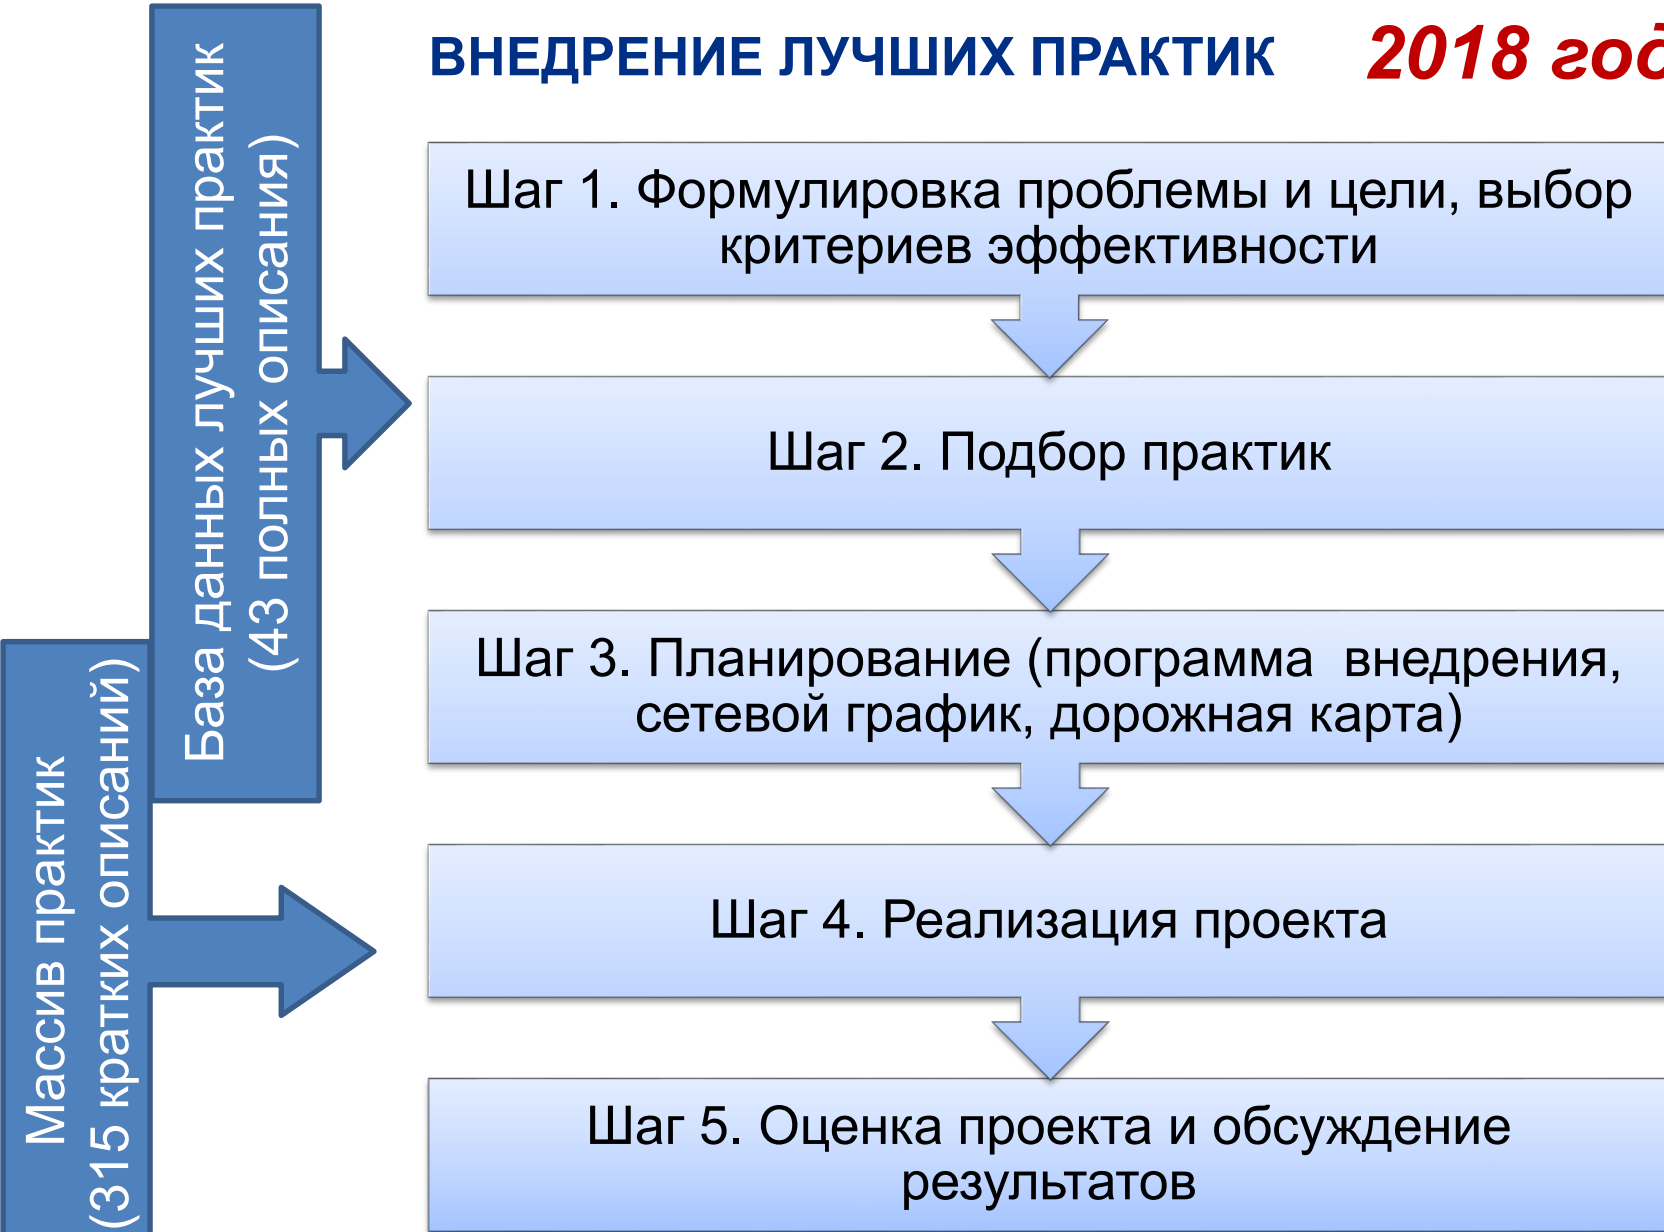 ВНЕДРЕНИЕ ЛУЧШИХ ПРАКТИК 2018 год
База данных лучших практик
(43 полных описания)
Массив практик
(315 кратких описаний)
Шаг 1. Формулировка проблемы и цели, выбор
критериев эффективности
Шаг 2. Подбор практик
Шаг 3. Планирование (программа внедрения,
сетевой график, дорожная карта)
Шаг 4. Реализация проекта
Шаг 5. Оценка проекта и обсуждение
результатов